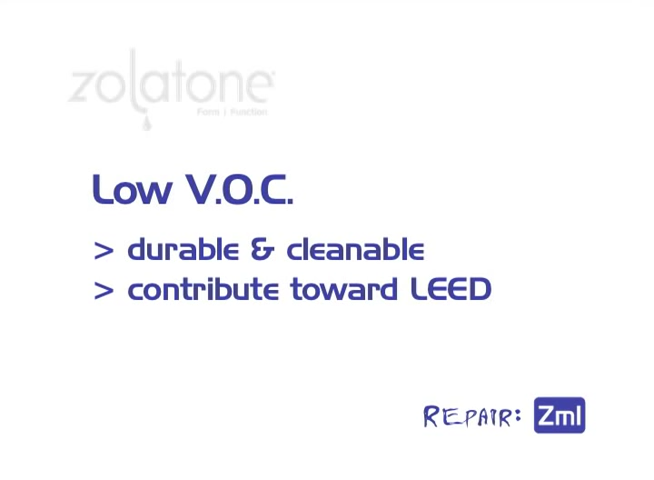 zolatone
Form | Function
Low V.O.C.
> durable & cleanable
> contribute toward LEED
REPAIR: Zml